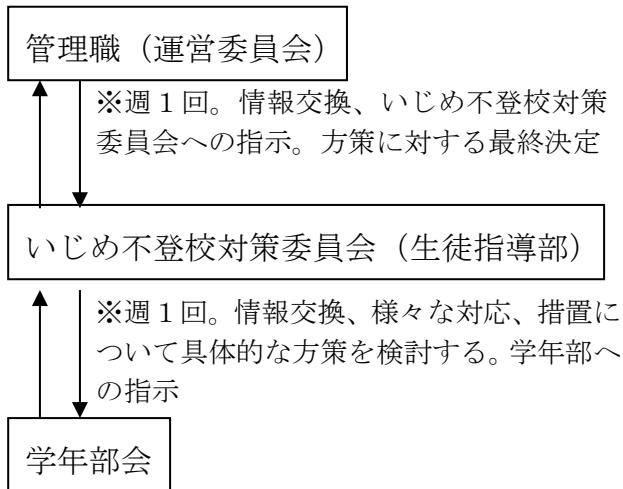 管理職（運営委員会）
※週１回。情報交換、いじめ不登校対策
委員会への指示。方策に対する最終決定
いじめ不登校対策委員会（生徒指導部）
※週１回。情報交換、様々な対応、措置に
ついて具体的な方策を検討する。学年部へ
の指示
学年部会